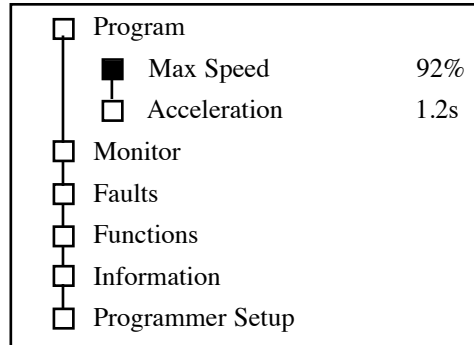 Program
Max Speed 92%
Acceleration 1.2s
Monitor
Faults
Functions
Information
Programmer Setup